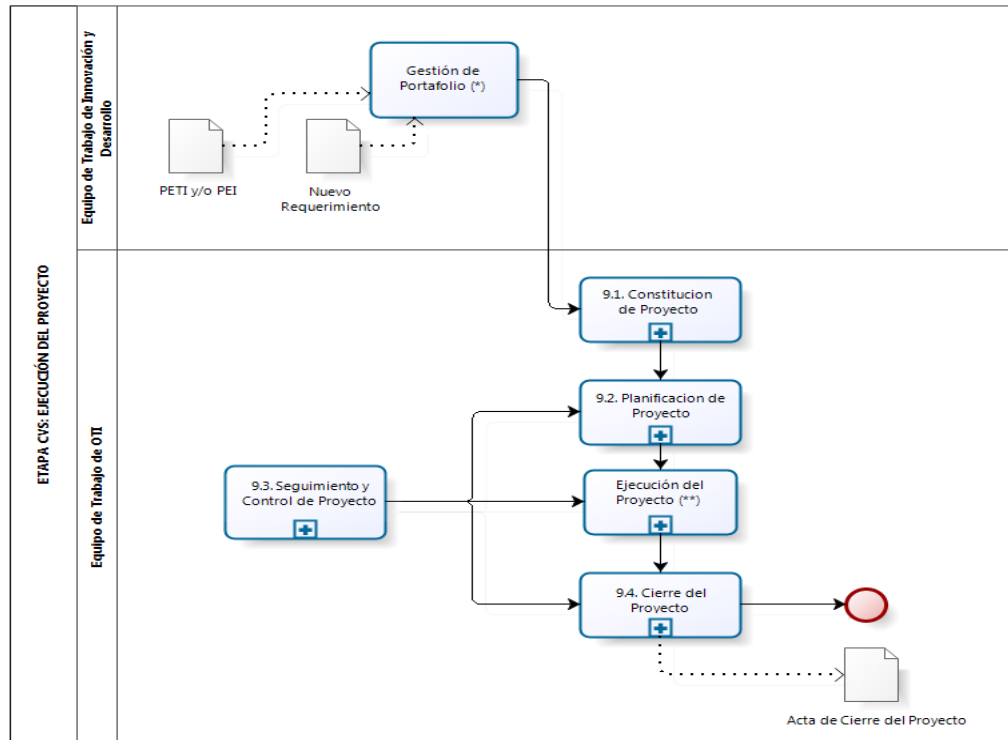 ETAPA CVS: EJECUCIÓN DEL PROYECTO
Equipo de Trabajo de Innovación y
Desarrollo
Gestión de
Portafolio (*)
PETI y/o PEI
Nuevo
Requerimiento
Equipo de Trabajo de OTI
9.1. Constitucion
de Proyecto
9.2. Planificacion de
Proyecto
9.3. Seguimiento y
Control de Proyecto
Ejecución del
Proyecto (**)
9.4. Cierre del
Proyecto
Acta de Cierre del Proyecto